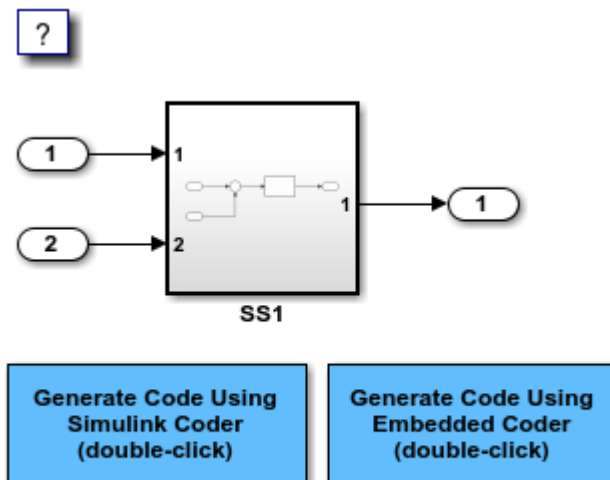 ?
1
1
1
1
2
2
SS1
Generate Code Using
Simulink Coder
(double-click)
Generate Code Using
Embedded Coder
(double-click)